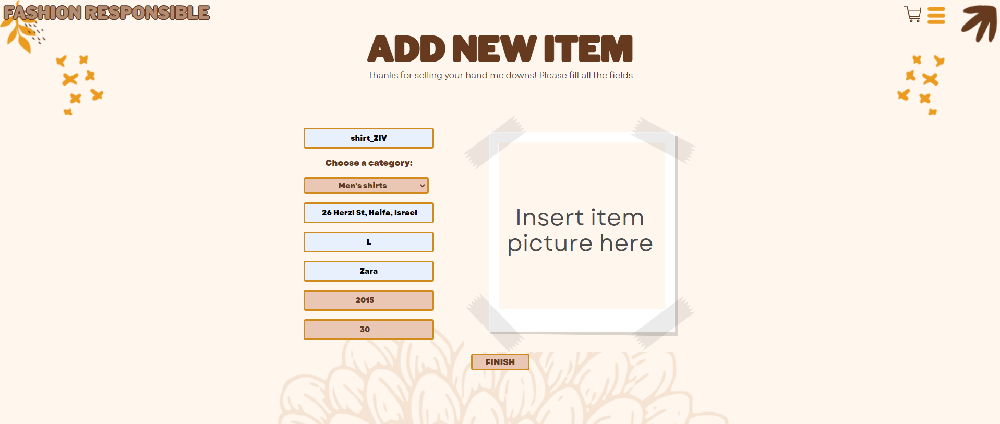 FASHION RESPONSIBLE
ADD NEW ITEM
Thanks for selling your hand me downs! Please fill all the fields
shirt_ZIV
Choose a category:
Men's shirts
26 Herzl St, Haifa, Israel
L
Zara
2015
30
Insert item
picture here
FINISH